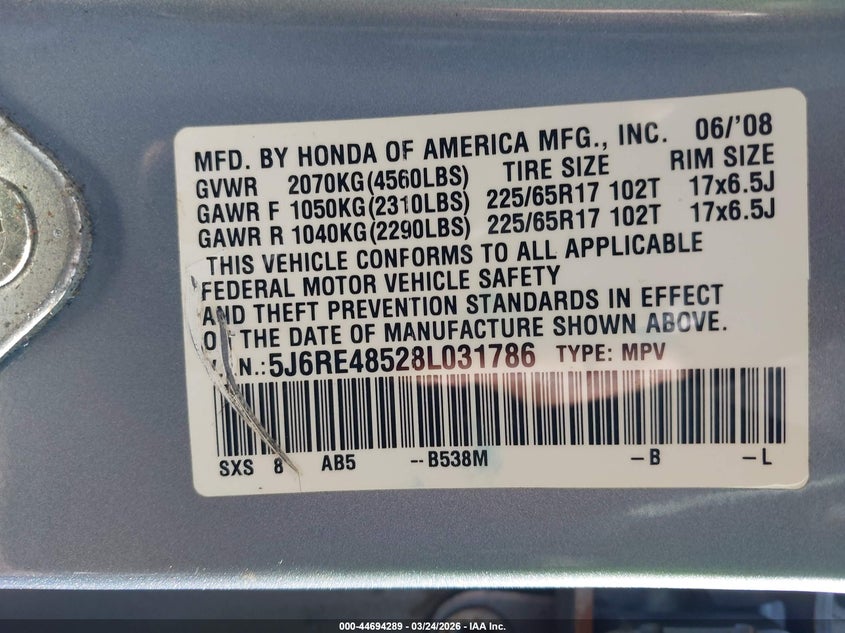 MFD. BY HONDA OF AMERICA MFG., INC. 06/'08
GVWR 2070KG(4560LBS) TIRE SIZE RIM SIZE
GAWR F 1050KG(2310LBS) 225/65R17 102T 17x6.5J
GAWR R 1040KG(2290LBS) 225/65R17 102T 17x6.5J
THIS VEHICLE CONFORMS TO ALL APPLICABLE
FEDERAL MOTOR VEHICLE SAFETY
AND THEFT PREVENTION STANDARDS IN EFFECT
ON THE DATE OF MANUFACTURE SHOWN ABOVE.
N.:5J6RE48528L031786 TYPE: MPV
SXS 8 AB5 --B538M -B -L
000-44694289 - 03/24/2026 - IAA Inc.